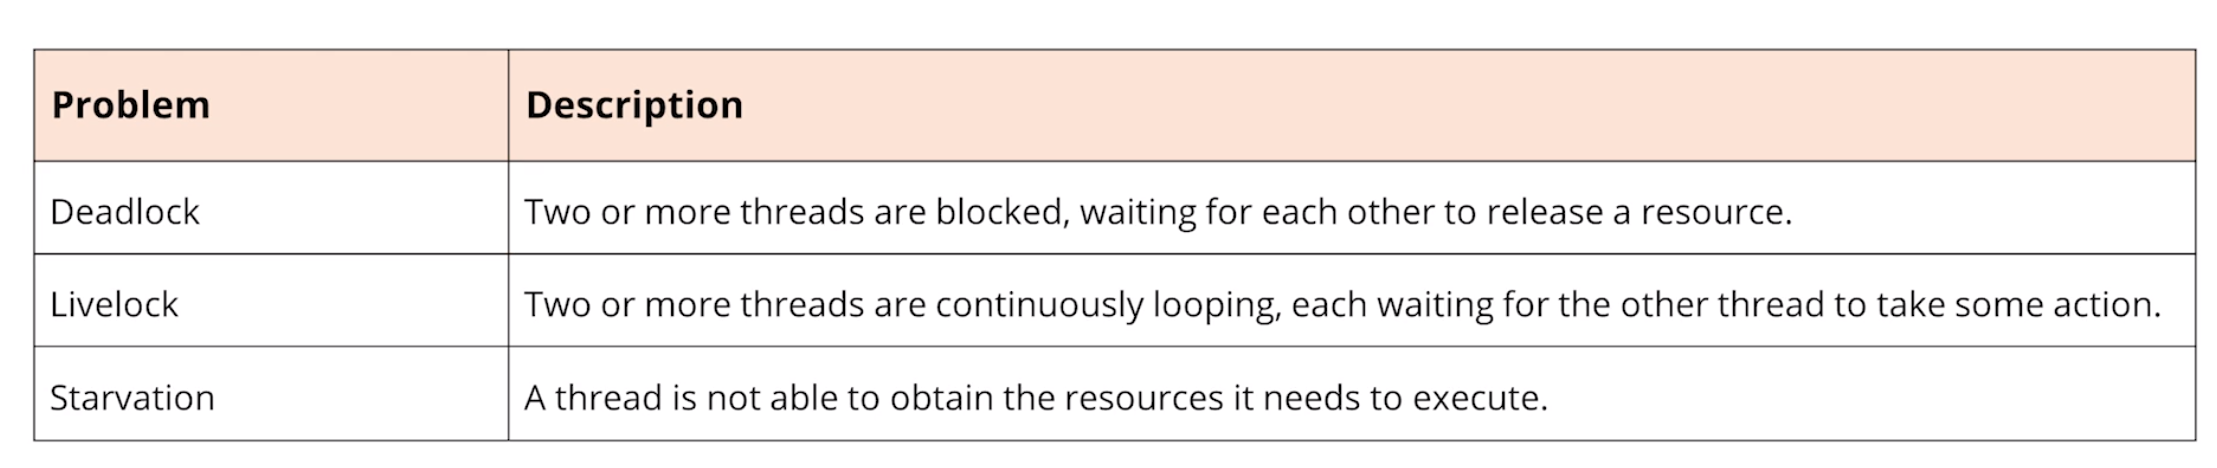 Problem Description
Deadlock Two or more threads are blocked, waiting for each other to release a resource.
Livelock Two or more threads are continuously looping, each waiting for the other thread to take some action.
Starvation A thread is not able to obtain the resources it needs to execute.